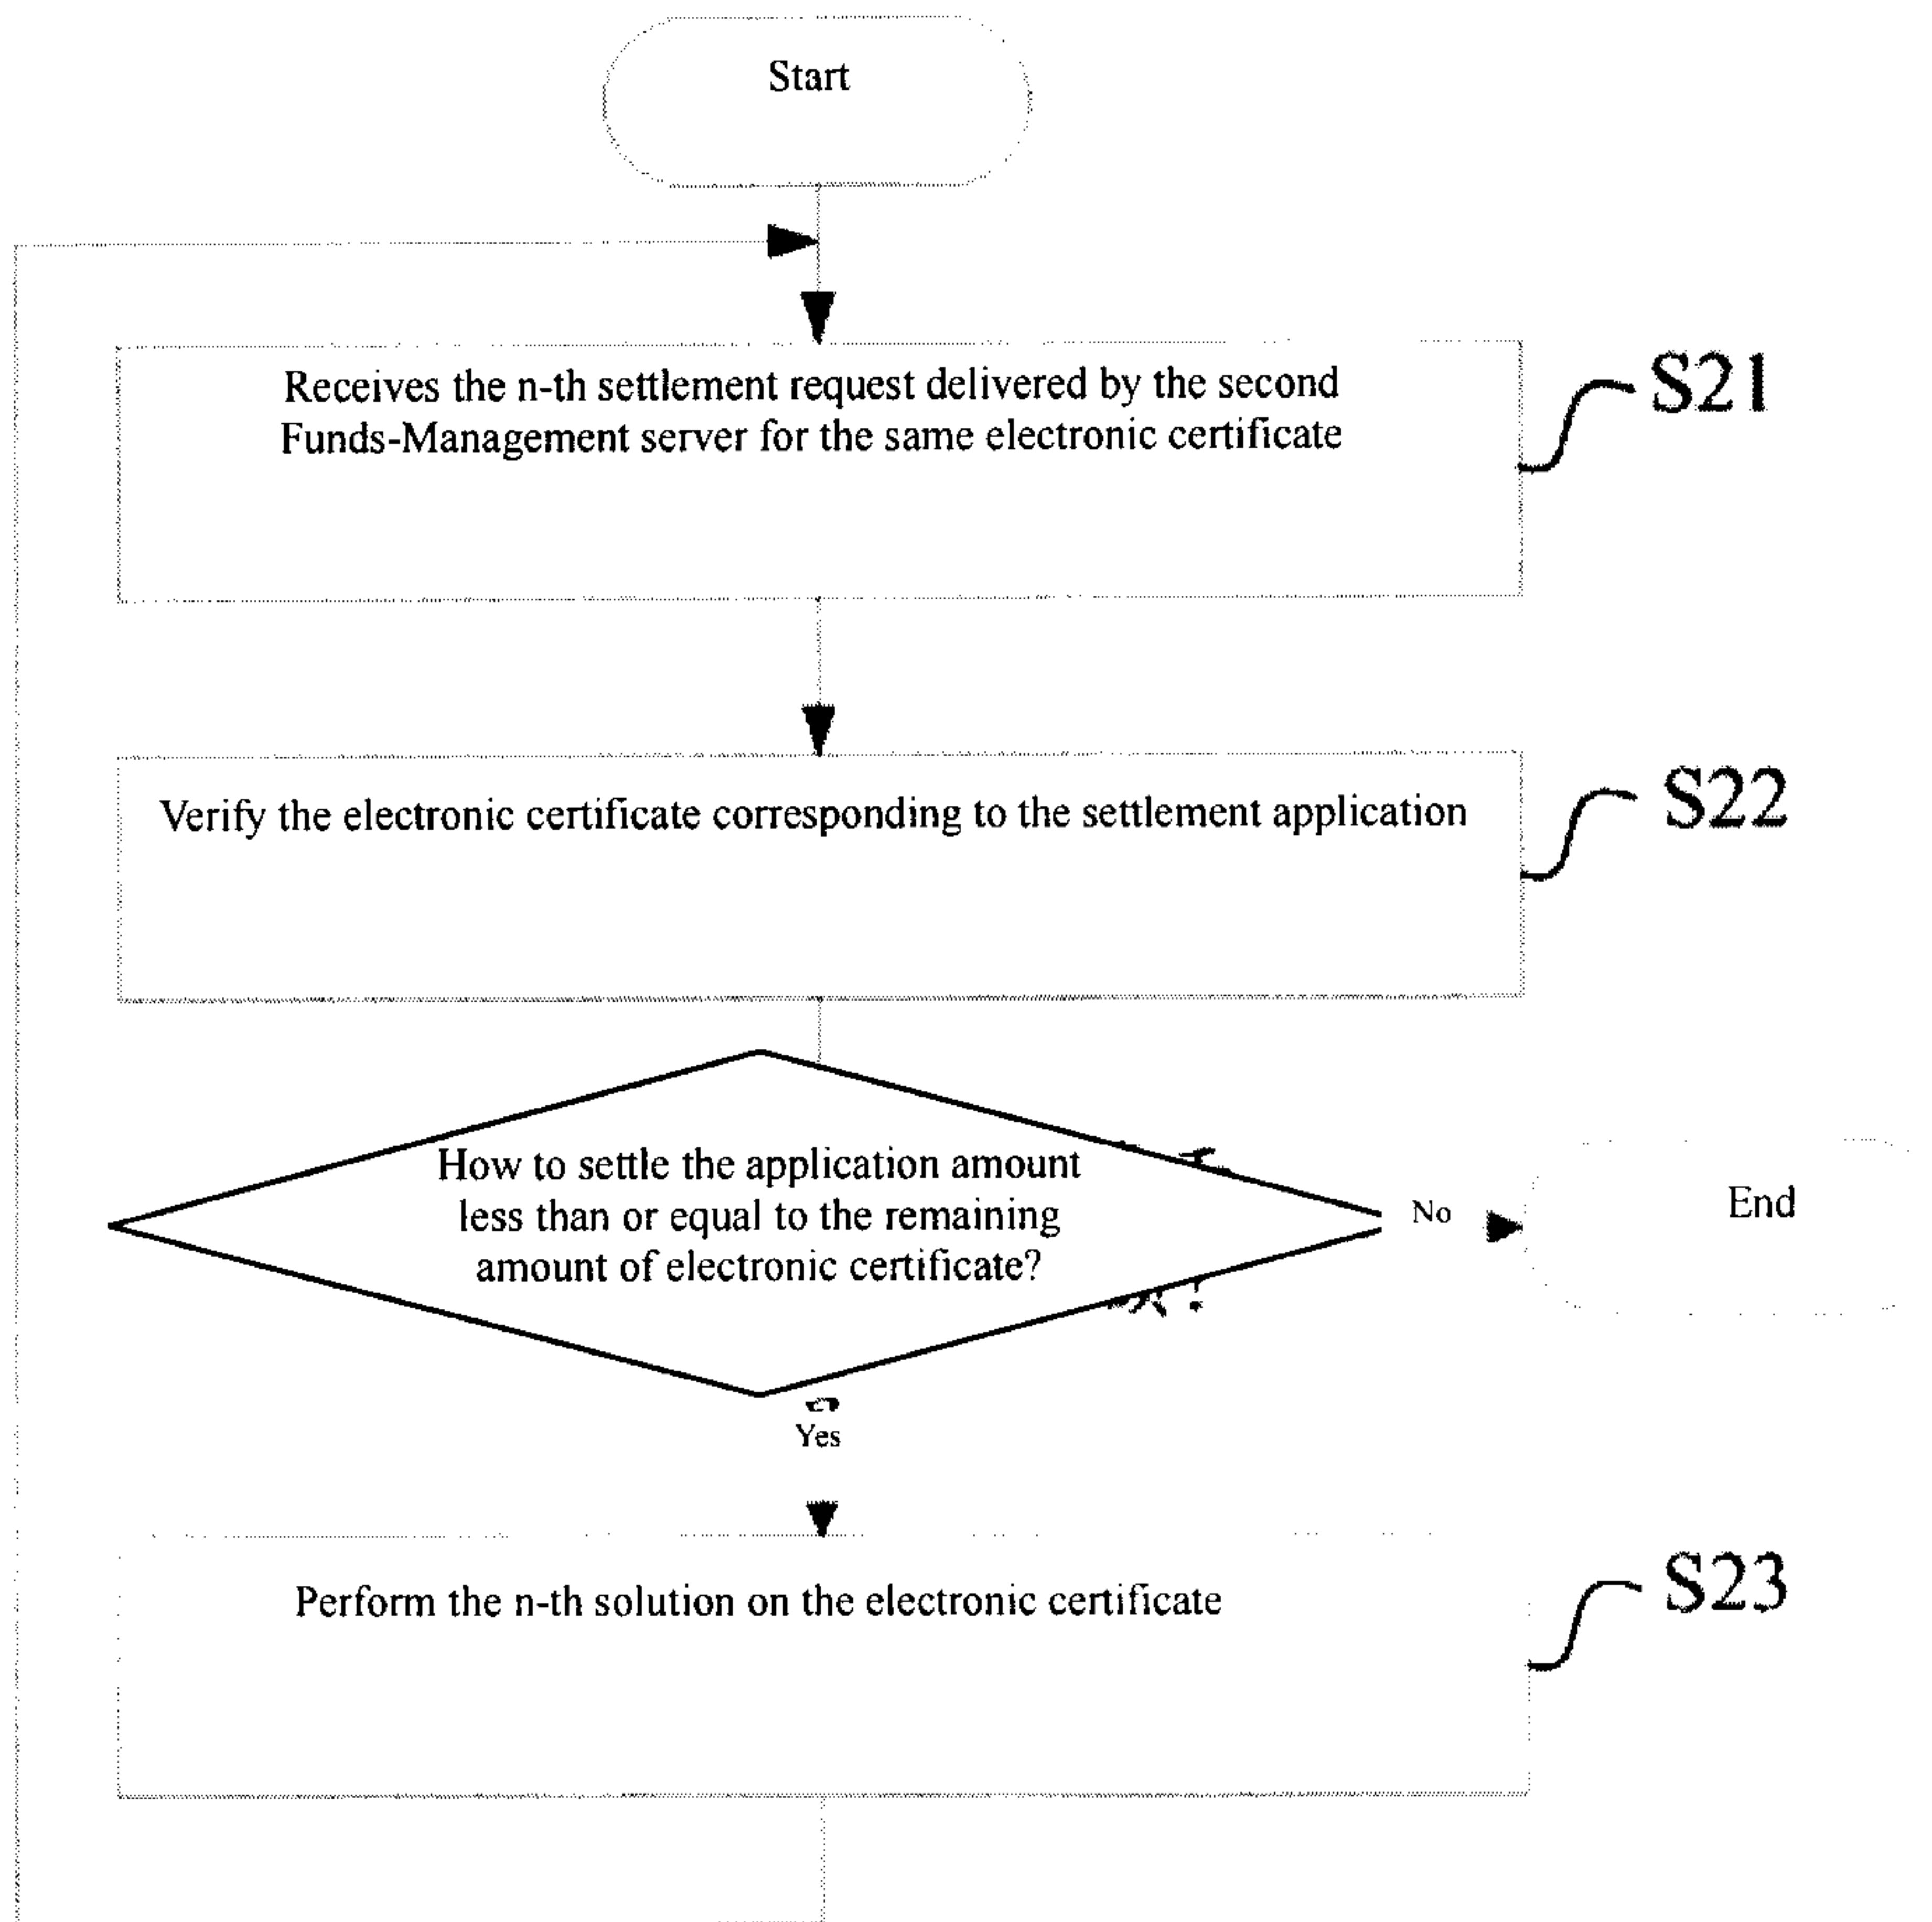 Start
Receives the n-th settlement request delivered by the second
Funds-Management server for the same electronic certificate
S21
Verify the electronic certificate corresponding to the settlement application
S22
How to settle the application amount
less than or equal to the remaining
amount of electronic certificate?
No
End
Yes
Perform the n-th solution on the electronic certificate
S23